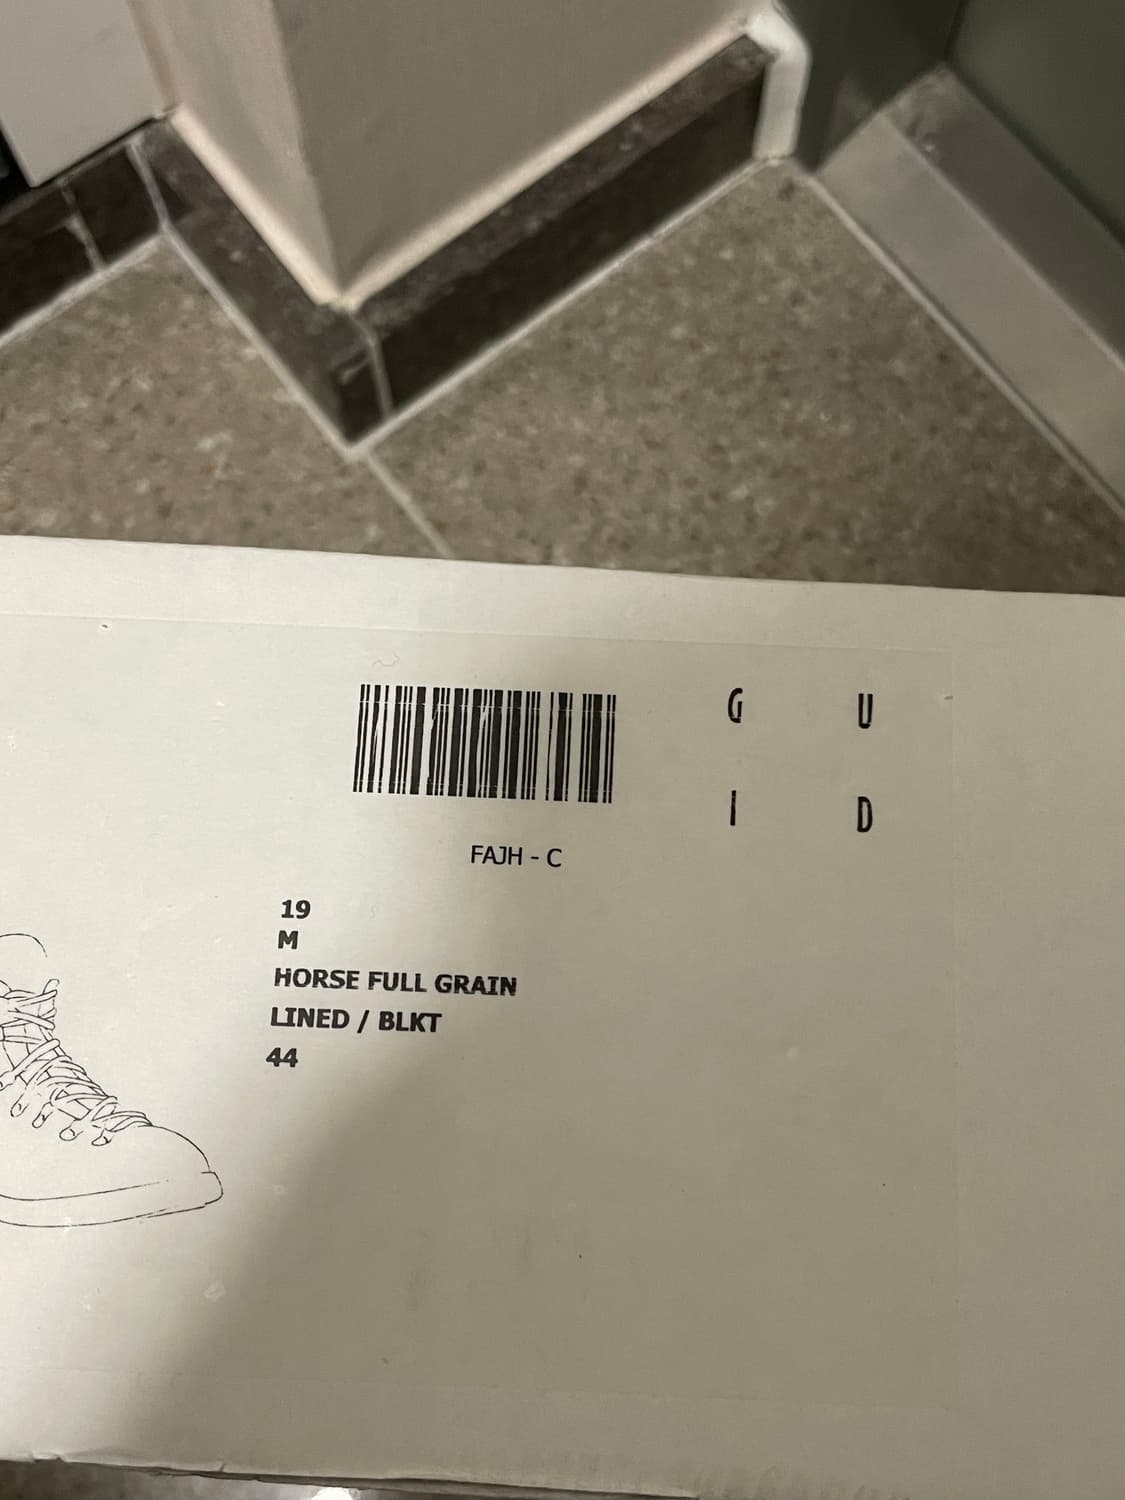 G U
I D
FAJH - C
19
M
HORSE FULL GRAIN
LINED / BLKT
44